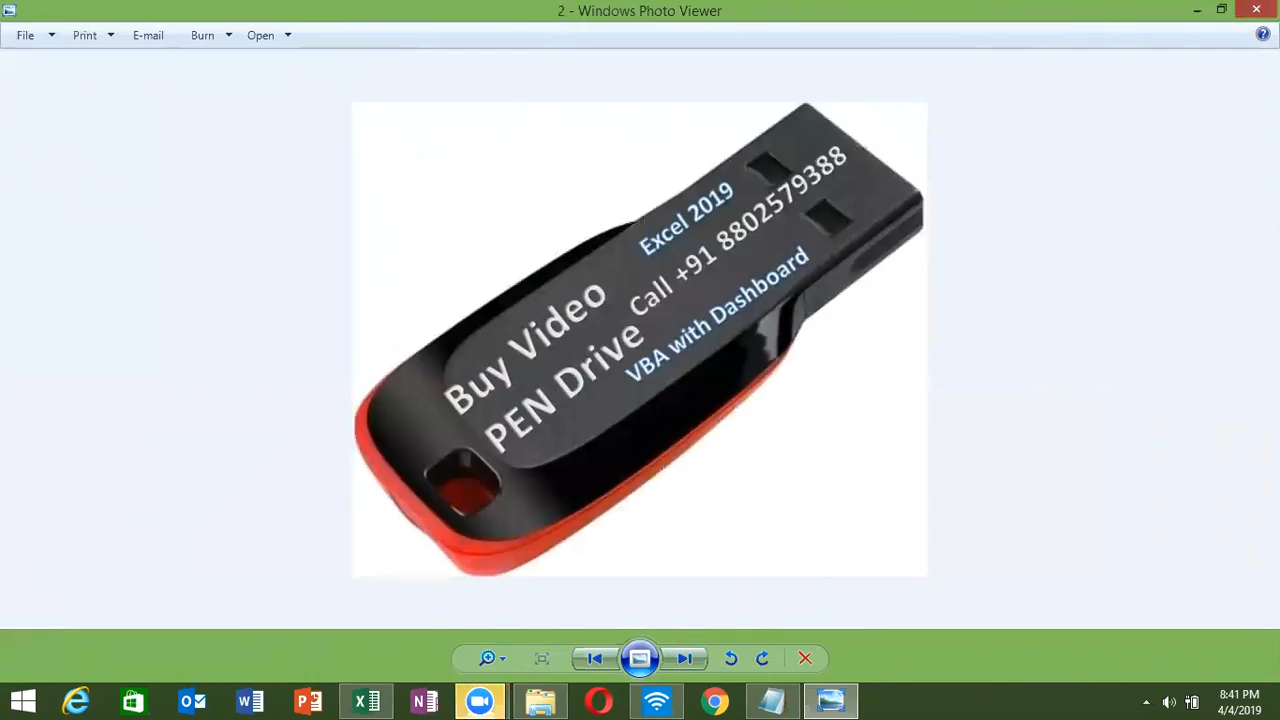 2 - Windows Photo Viewer
File Print E-mail Burn Open
Excel 2019
Call +91 8802579388
VBA with Dashboard
Buy Video
PEN Drive
8:41 PM
4/4/2019